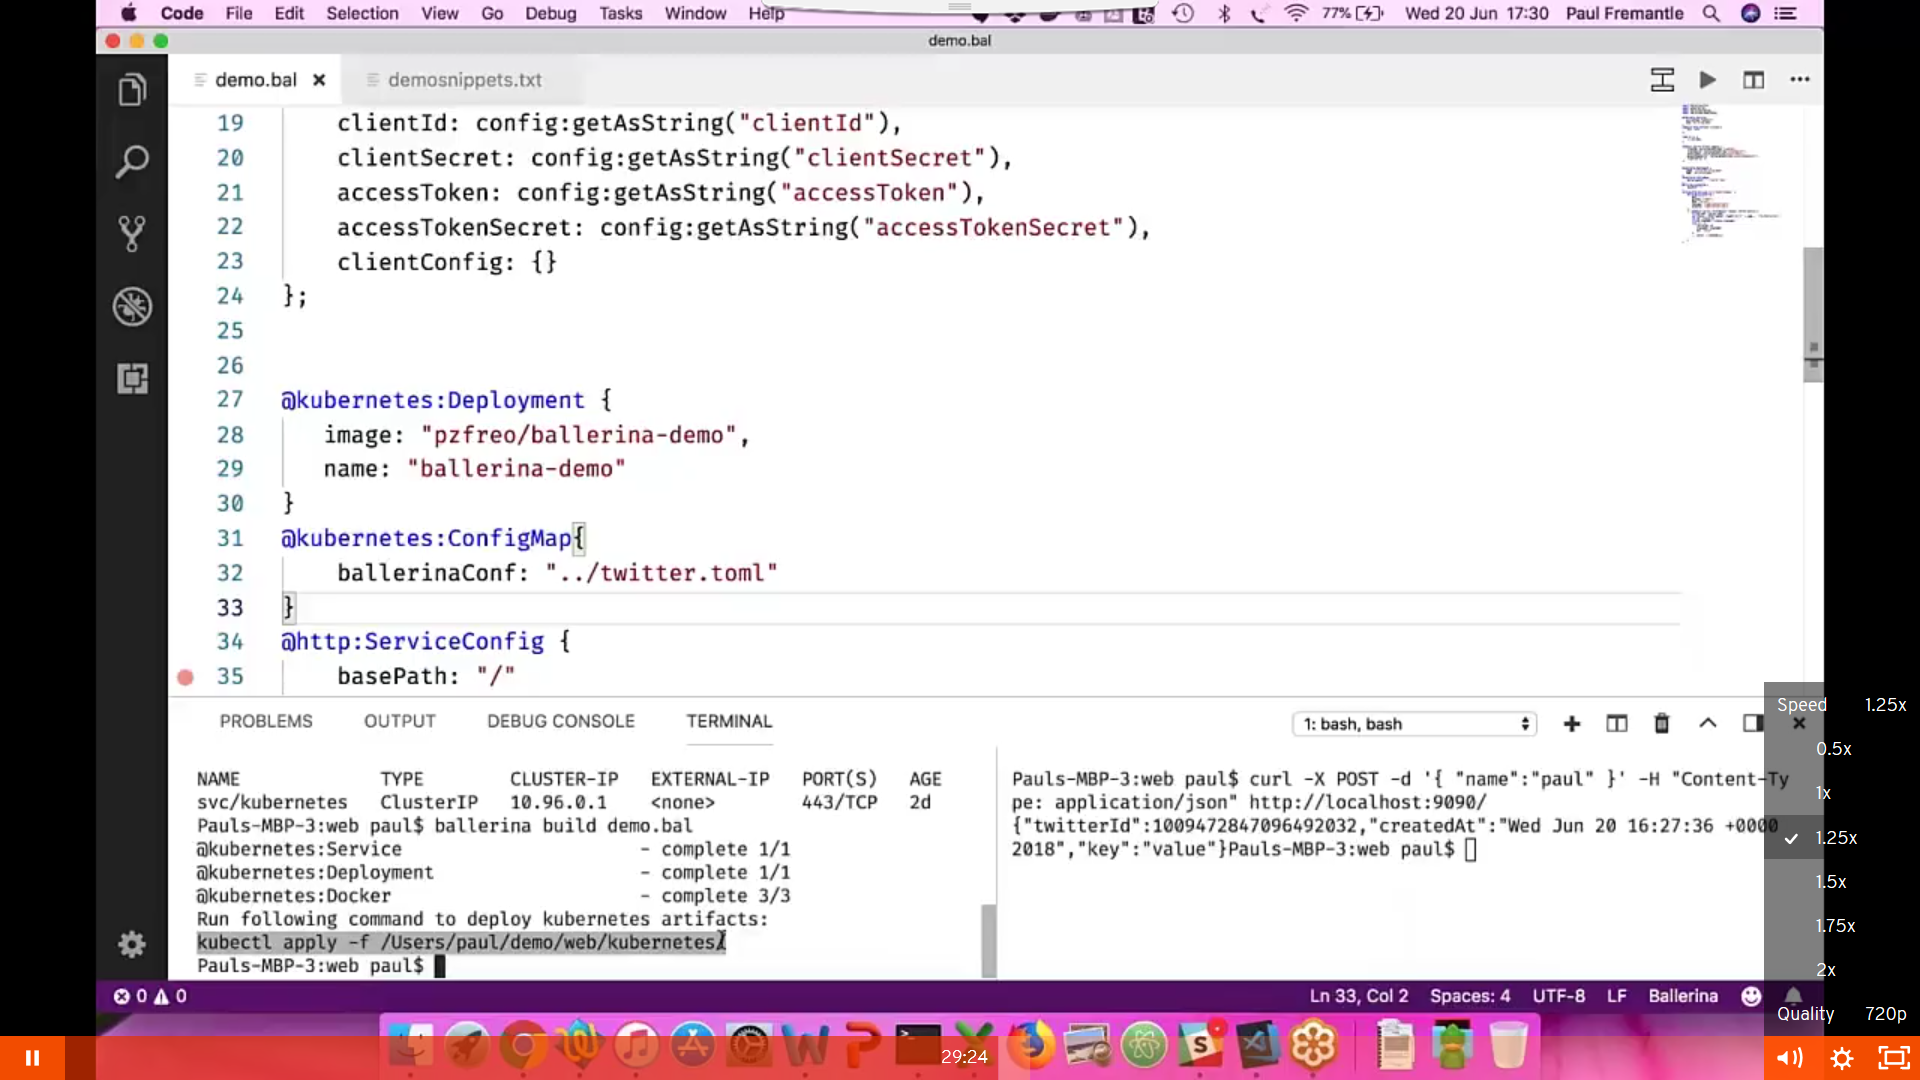 Code File Edit Selection View Go Debug Tasks Window Help 77% Wed 20 Jun 17:30 Paul Fremantle
demo.bal
demo.bal demosnippets.txt
19 clientId: config:getAsString("clientId"),
20 clientSecret: config:getAsString("clientSecret"),
21 accessToken: config:getAsString("accessToken"),
22 accessTokenSecret: config:getAsString("accessTokenSecret"),
23 clientConfig: {}
24 };
25
26
27 @kubernetes:Deployment {
28 image: "pzfreo/ballerina-demo",
29 name: "ballerina-demo"
30 }
31 @kubernetes:ConfigMap{
32 ballerinaConf: "../twitter.toml"
33 }
34 @http:ServiceConfig {
35 basePath: "/"
PROBLEMS OUTPUT DEBUG CONSOLE TERMINAL 1: bash, bash
NAME TYPE CLUSTER-IP EXTERNAL-IP PORT(S) AGE
svc/kubernetes ClusterIP 10.96.0.1 <none> 443/TCP 2d
Pauls-MBP-3:web paul$ ballerina build demo.bal
@kubernetes:Service - complete 1/1
@kubernetes:Deployment - complete 1/1
@kubernetes:Docker - complete 3/3
Run following command to deploy kubernetes artifacts:
kubectl apply -f /Users/paul/demo/web/kubernetes/
Pauls-MBP-3:web paul$
Pauls-MBP-3:web paul$ curl -X POST -d '{ "name":"paul" }' -H "Content-Ty
pe: application/json" http://localhost:9090/
{"twitterId":1009472847096492032,"createdAt":"Wed Jun 20 16:27:36 +0000
2018","key":"value"}Pauls-MBP-3:web paul$
Speed 1.25x
0.5x
1x
1.25x
1.5x
1.75x
2x
Quality 720p
0 0 Ln 33, Col 2 Spaces: 4 UTF-8 LF Ballerina
29:24